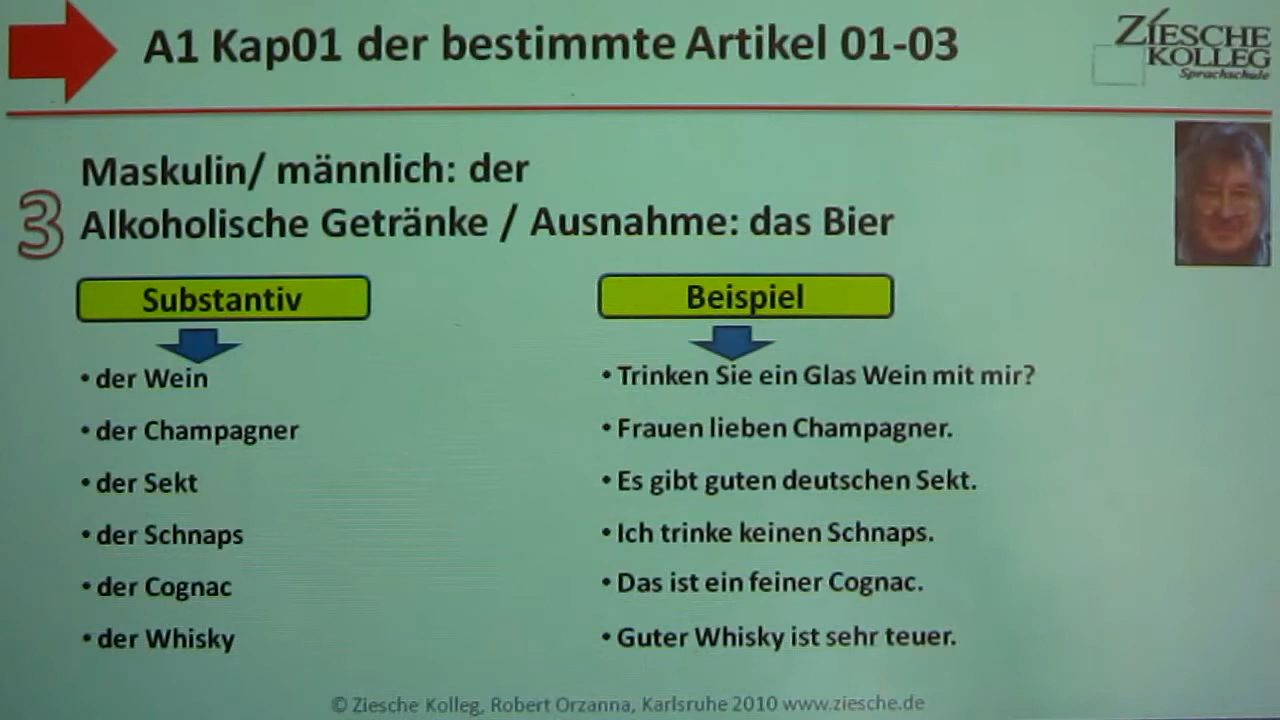 A1 Kap01 der bestimmte Artikel 01-03
ZIESCHE
KOLLEG
Sprachschule
Maskulin/ männlich: der
3
Alkoholische Getränke / Ausnahme: das Bier
Substantiv
Beispiel
• der Wein
• Trinken Sie ein Glas Wein mit mir?
• der Champagner
• Frauen lieben Champagner.
• der Sekt
• Es gibt guten deutschen Sekt.
• der Schnaps
• Ich trinke keinen Schnaps.
• der Cognac
• Das ist ein feiner Cognac.
• der Whisky
• Guter Whisky ist sehr teuer.
© Ziesche Kolleg, Robert Orzanna, Karlsruhe 2010 www.ziesche.de